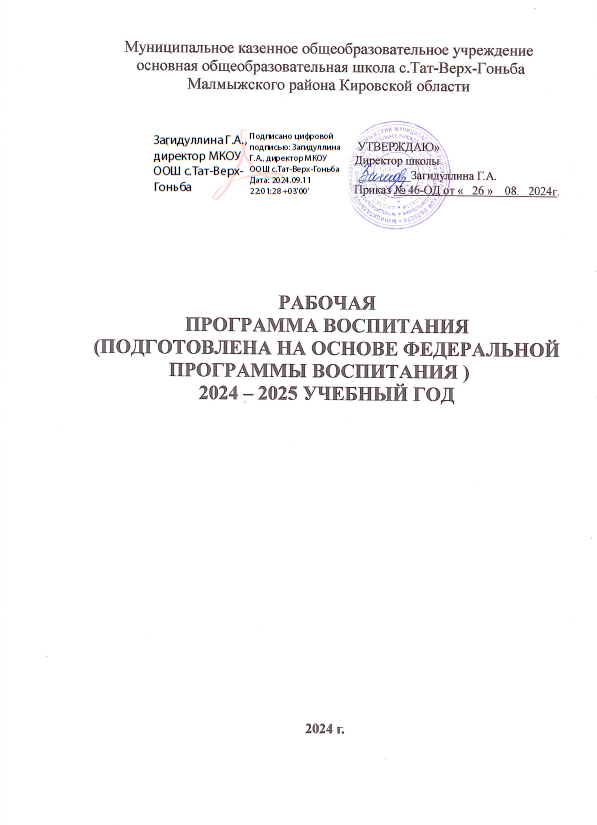 Муниципальное казенное общеобразовательное учреждение
основная общеобразовательная школа с.Тат-Верх-Гоньба
Малмыжского района Кировской области
Загидуллина Г.А.,
директор МКОУ
ООШ с.Тат-Верх-
Гоньба
Подписано цифровой
подписью: Загидуллина
Г.А., директор МКОУ
ООШ с.Тат-Верх-Гоньба
Дата: 2024.09.11
22:01:28 +03'00'
УТВЕРЖДАЮ»
Директор школы
Загидуллина Г.А.
Приказ № 46-ОД от « 26 » 08. 2024г.
РАБОЧАЯ
ПРОГРАММА ВОСПИТАНИЯ
(ПОДГОТОВЛЕНА НА ОСНОВЕ ФЕДЕРАЛЬНОЙ
ПРОГРАММЫ ВОСПИТАНИЯ )
2024 – 2025 УЧЕБНЫЙ ГОД
2024 г.